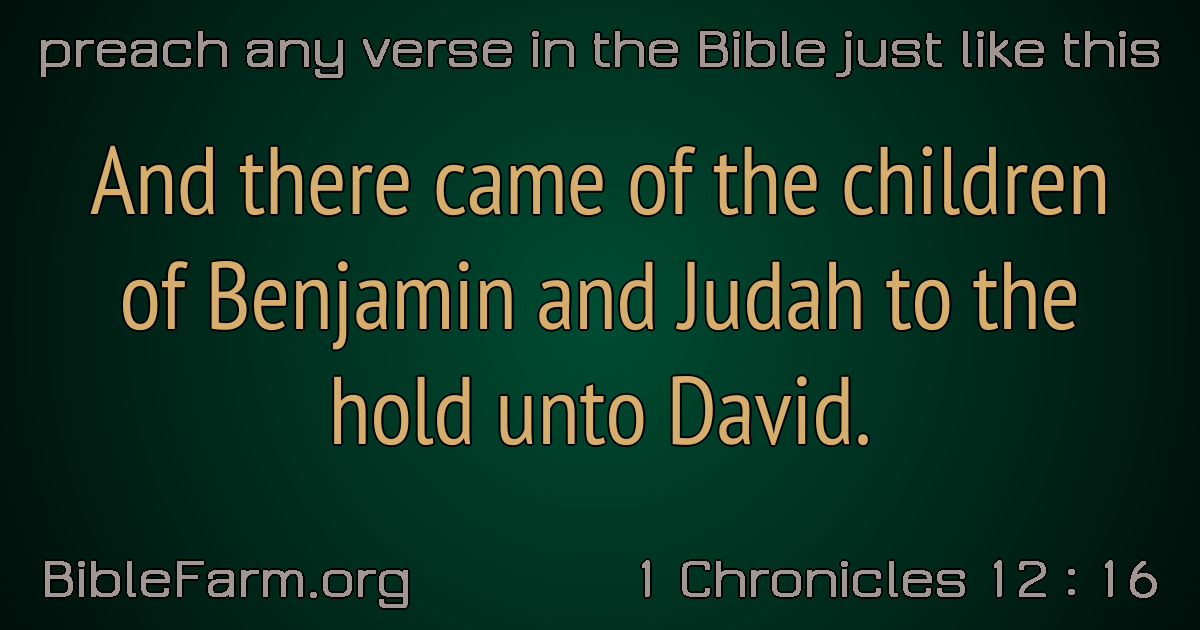 preach any verse in the Bible just like this
And there came of the children
of Benjamin and Judah to the
hold unto David.
BibleFarm.org
1 Chronicles 12 : 16